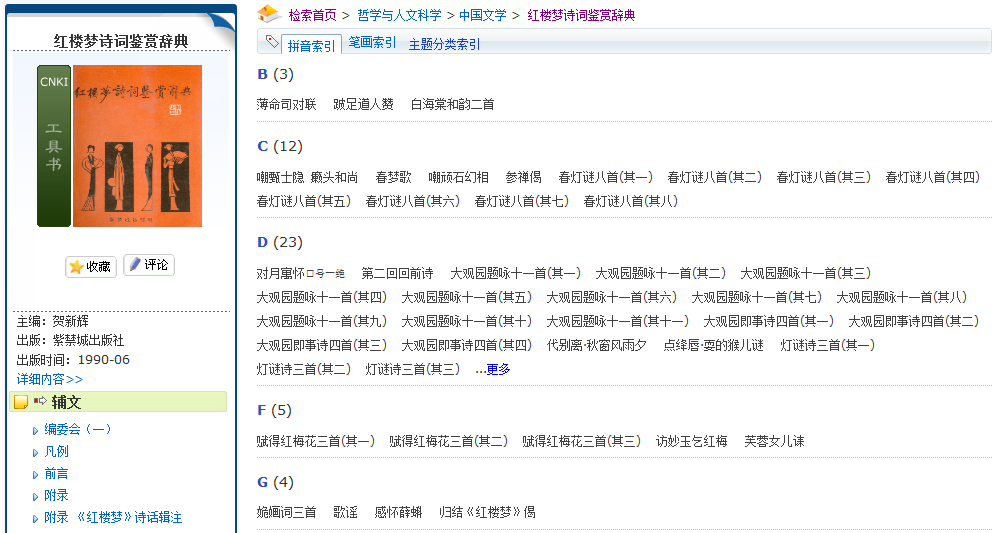 红楼梦诗词鉴赏辞典
CNKI
工具书
红楼梦诗词鉴赏辞典
收藏
评论
主编：贺新辉
出版：紫禁城出版社
出版时间：1990-06
详细内容>>
辅文
编委会（一）
凡例
前言
附录
附录 《红楼梦》诗话辑注
检索首页 > 哲学与人文科学 > 中国文学 > 红楼梦诗词鉴赏辞典
拼音索引 笔画索引 主题分类索引
B (3)
薄命司对联 跛足道人赞 白海棠和韵二首
C (12)
嘲甄士隐 癞头和尚 春梦歌 嘲顽石幻相 参禅偈 春灯谜八首(其一) 春灯谜八首(其二) 春灯谜八首(其三) 春灯谜八首(其四)
春灯谜八首(其五) 春灯谜八首(其六) 春灯谜八首(其七) 春灯谜八首(其八)
D (23)
对月寓怀口号一绝 第二回回前诗 大观园题咏十一首(其一) 大观园题咏十一首(其二) 大观园题咏十一首(其三)
大观园题咏十一首(其四) 大观园题咏十一首(其五) 大观园题咏十一首(其六) 大观园题咏十一首(其七) 大观园题咏十一首(其八)
大观园题咏十一首(其九) 大观园题咏十一首(其十) 大观园题咏十一首(其十一) 大观园即事诗四首(其一) 大观园即事诗四首(其二)
大观园即事诗四首(其三) 大观园即事诗四首(其四) 代别离·秋窗风雨夕 点绛唇·耍的猴儿谜 灯谜诗三首(其一)
灯谜诗三首(其二) 灯谜诗三首(其三) ...更多
F (5)
赋得红梅花三首(其一) 赋得红梅花三首(其二) 赋得红梅花三首(其三) 访妙玉乞红梅 芙蓉女儿诔
G (4)
姽婳词三首 歌谣 感怀薛蝌 归结《红楼梦》偈